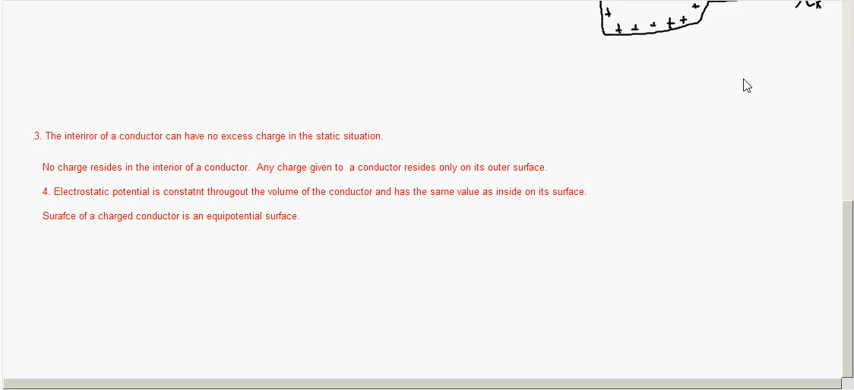 3. The interiror of a conductor can have no excess charge in the static situation.
No charge resides in the interior of a conductor. Any charge given to a conductor resides only on its outer surface.
4. Electrostatic potential is constatnt througout the volume of the conductor and has the same value as inside on its surface.
Surafce of a charged conductor is an equipotential surface.